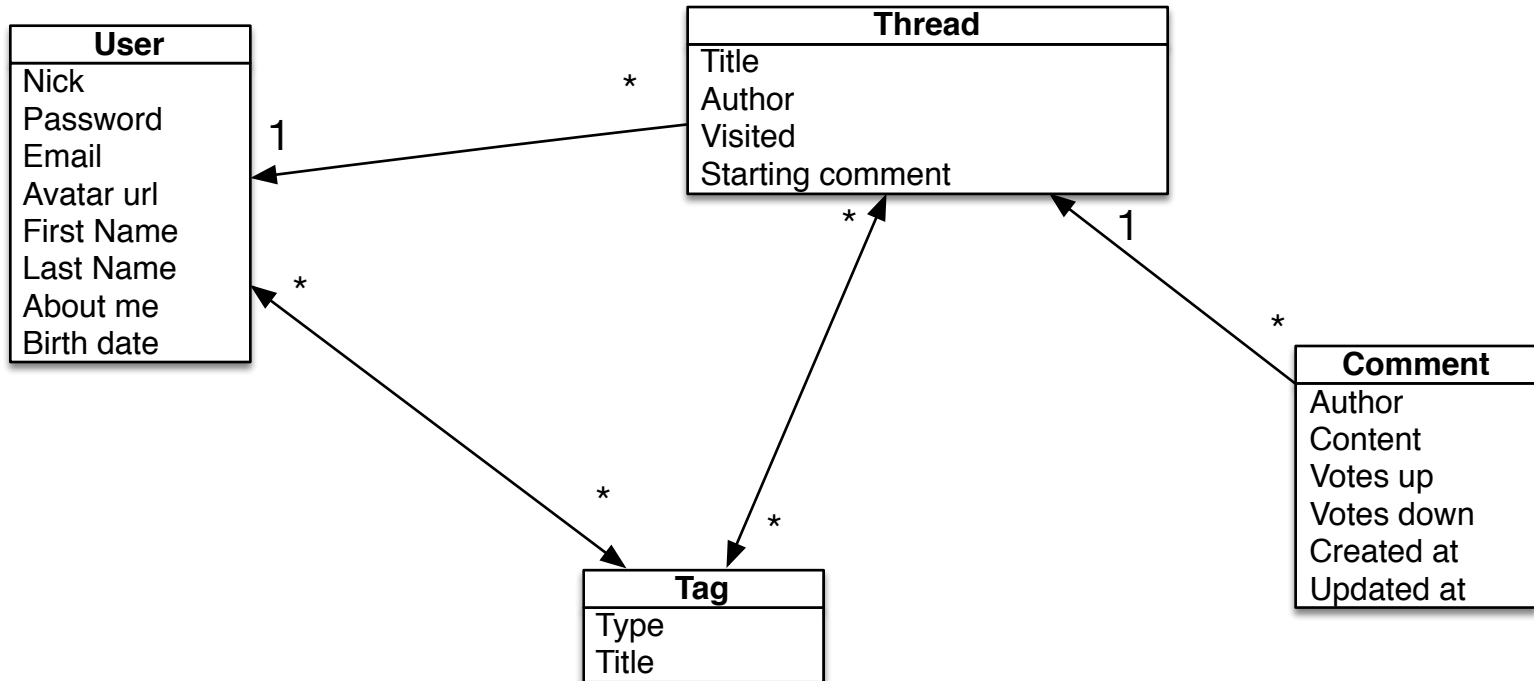 User
Nick
Password
Email
Avatar url
First Name
Last Name
About me
Birth date
1
*
Thread
Title
Author
Visited
Starting comment
*
1
*
*
*
*
Tag
Type
Title
Comment
Author
Content
Votes up
Votes down
Created at
Updated at